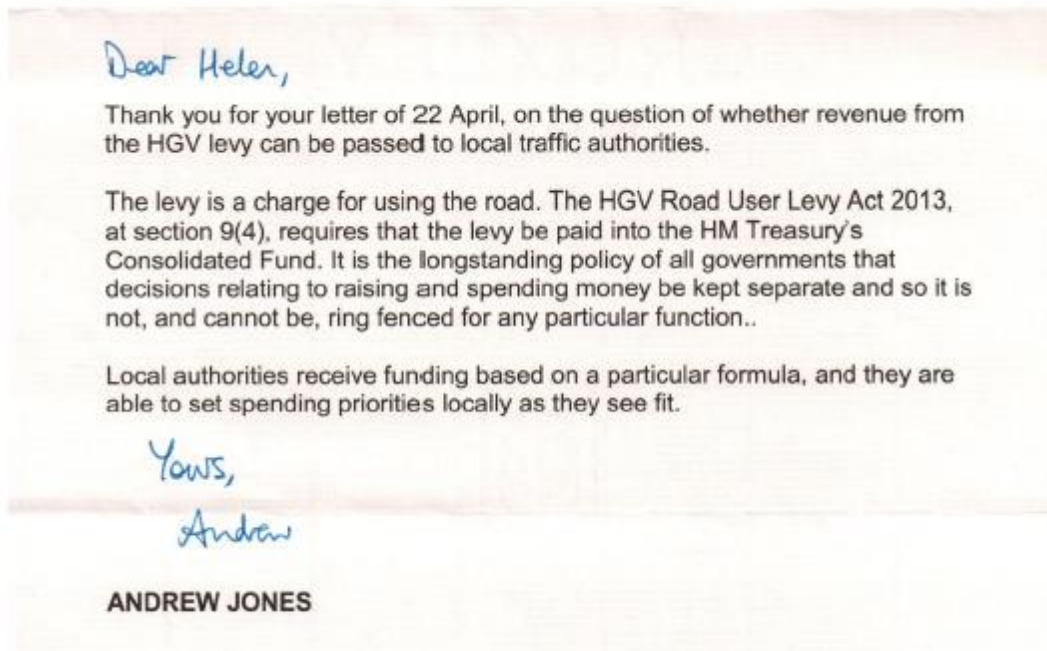 Dear Helen,
Thank you for your letter of 22 April, on the question of whether revenue from
the HGV levy can be passed to local traffic authorities.
The levy is a charge for using the road. The HGV Road User Levy Act 2013,
at section 9(4), requires that the levy be paid into the HM Treasury's
Consolidated Fund. It is the longstanding policy of all governments that
decisions relating to raising and spending money be kept separate and so it is
not, and cannot be, ring fenced for any particular function..
Local authorities receive funding based on a particular formula, and they are
able to set spending priorities locally as they see fit.
Yours,
Andrew
ANDREW JONES